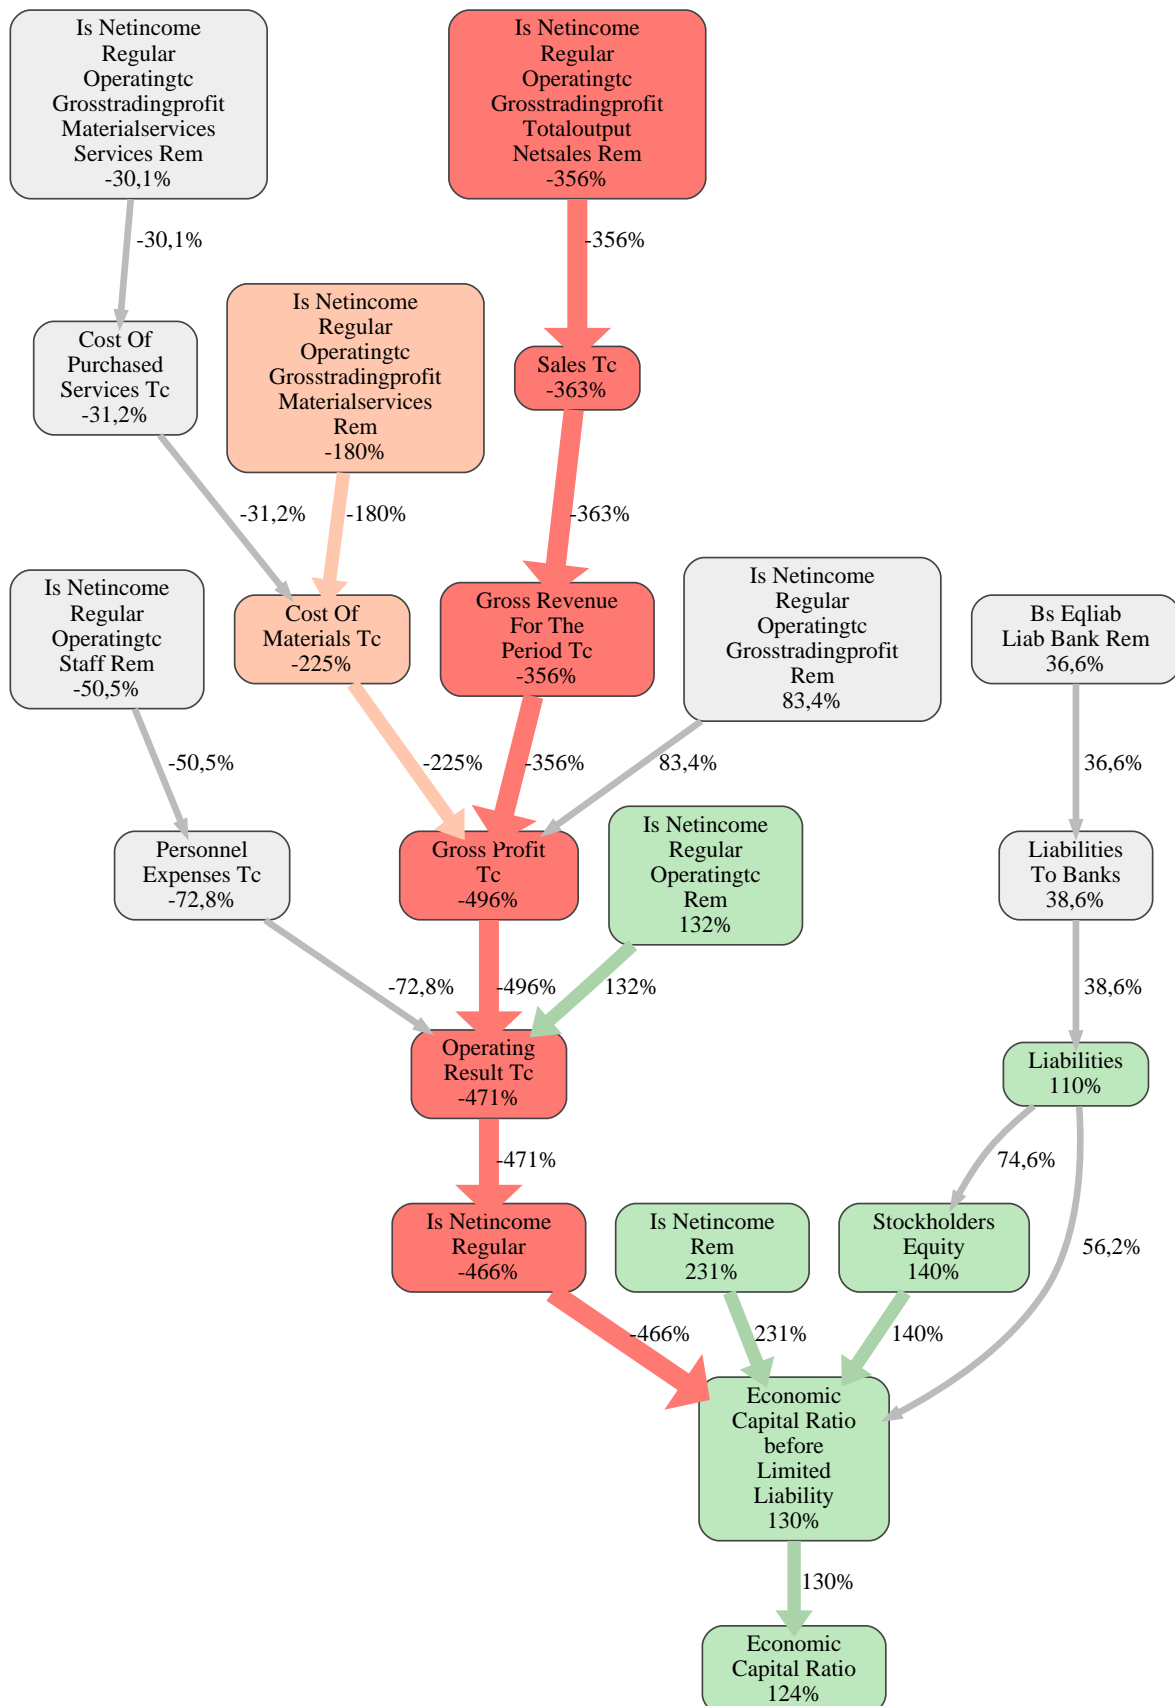 Is Netincome
Regular
Operatingtc
Grosstradingprofit
Materialservices
Services Rem
-30,1%
Is Netincome
Regular
Operatingtc
Grosstradingprofit
Totaloutput
Netsales Rem
-356%
-30,1%
-356%
Is Netincome
Regular
Operatingtc
Grosstradingprofit
Materialservices
Rem
-180%
Cost Of
Purchased
Services Tc
-31,2%
Sales Tc
-363%
-31,2%
-180%
-363%
Is Netincome
Regular
Operatingtc
Staff Rem
-50,5%
Cost Of
Materials Tc
-225%
Gross Revenue
For The
Period Tc
-356%
Is Netincome
Regular
Operatingtc
Grosstradingprofit
Rem
83,4%
Bs Eqliab
Liab Bank Rem
36,6%
-50,5%
-225%
-356%
83,4%
36,6%
Personnel
Expenses Tc
-72,8%
Gross Profit
Tc
-496%
Is Netincome
Regular
Operatingtc
Rem
132%
Liabilities
To Banks
38,6%
-72,8%
-496%
132%
38,6%
Operating
Result Tc
-471%
Liabilities
110%
-471%
74,6%
56,2%
Is Netincome
Regular
-466%
Is Netincome
Rem
231%
Stockholders
Equity
140%
-466%
231%
140%
Economic
Capital Ratio
before
Limited
Liability
130%
130%
Economic
Capital Ratio
124%